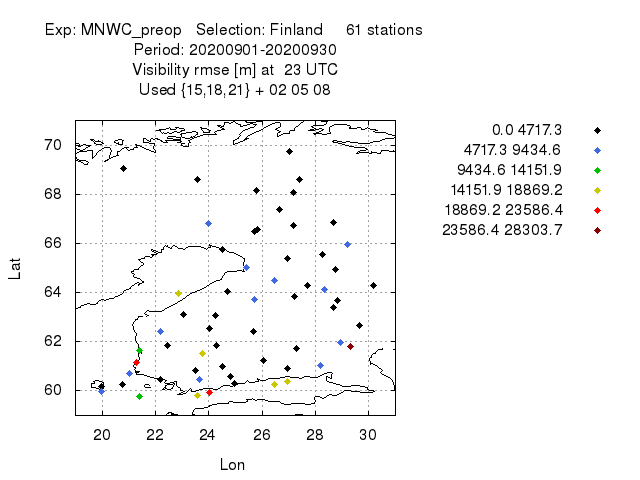 Exp: MNWC_preop Selection: Finland 61 stations
Period: 20200901-20200930
Visibility rmse [m] at 23 UTC
Used {15,18,21} + 02 05 08
0.0 4717.3
4717.3 9434.6
9434.6 14151.9
14151.9 18869.2
18869.2 23586.4
23586.4 28303.7
70
68
66
64
62
60
Lat
20 22 24 26 28 30
Lon